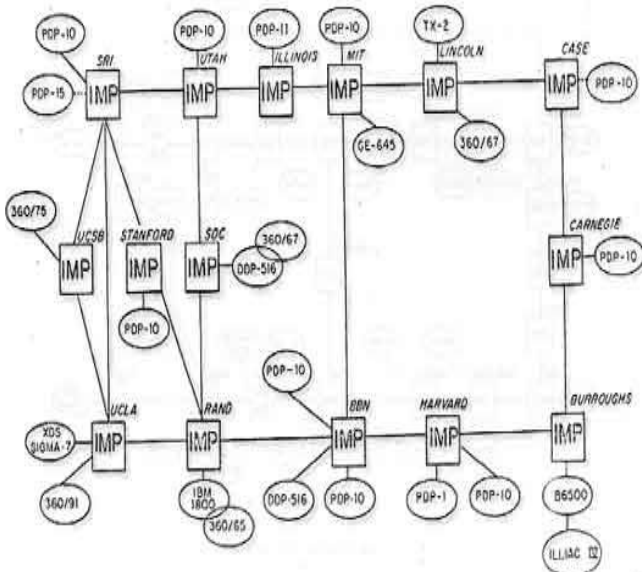 PDP-10
PDP-10
PDP-11
PDP-10
TX-2
SRI
UTAH
ILLINOIS
MIT
LINCOLN
CASE
PDP-15
IMP
IMP
IMP
IMP
IMP
IMP
PDP-10
GE-645
360/67
360/75
UCSB
STANFORD
SDC
360/67
CARNEGIE
IMP
IMP
IMP
DDP-516
IMP
PDP-10
PDP-10
PDP-10
UCLA
RAND
BBN
HARVARD
BURROUGHS
XDS
SIGMA-7
IMP
IMP
IMP
IMP
IMP
360/91
IBM
1800
360/65
DDP-516
PDP-10
PDP-1
PDP-10
B6500
ILLIAC IV